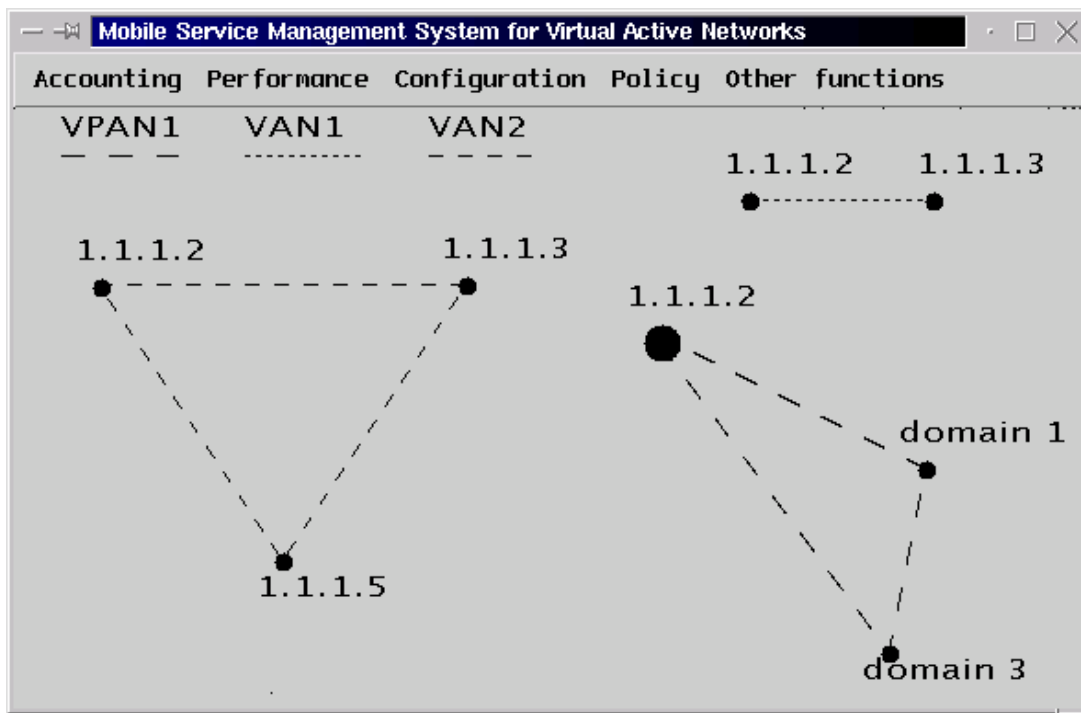 Mobile Service Management System for Virtual Active Networks
Accounting Performance Configuration Policy Other functions
VPAN1 VAN1 VAN2
1.1.1.2 1.1.1.3
1.1.1.2 1.1.1.3
1.1.1.2
domain 1
1.1.1.5
domain 3